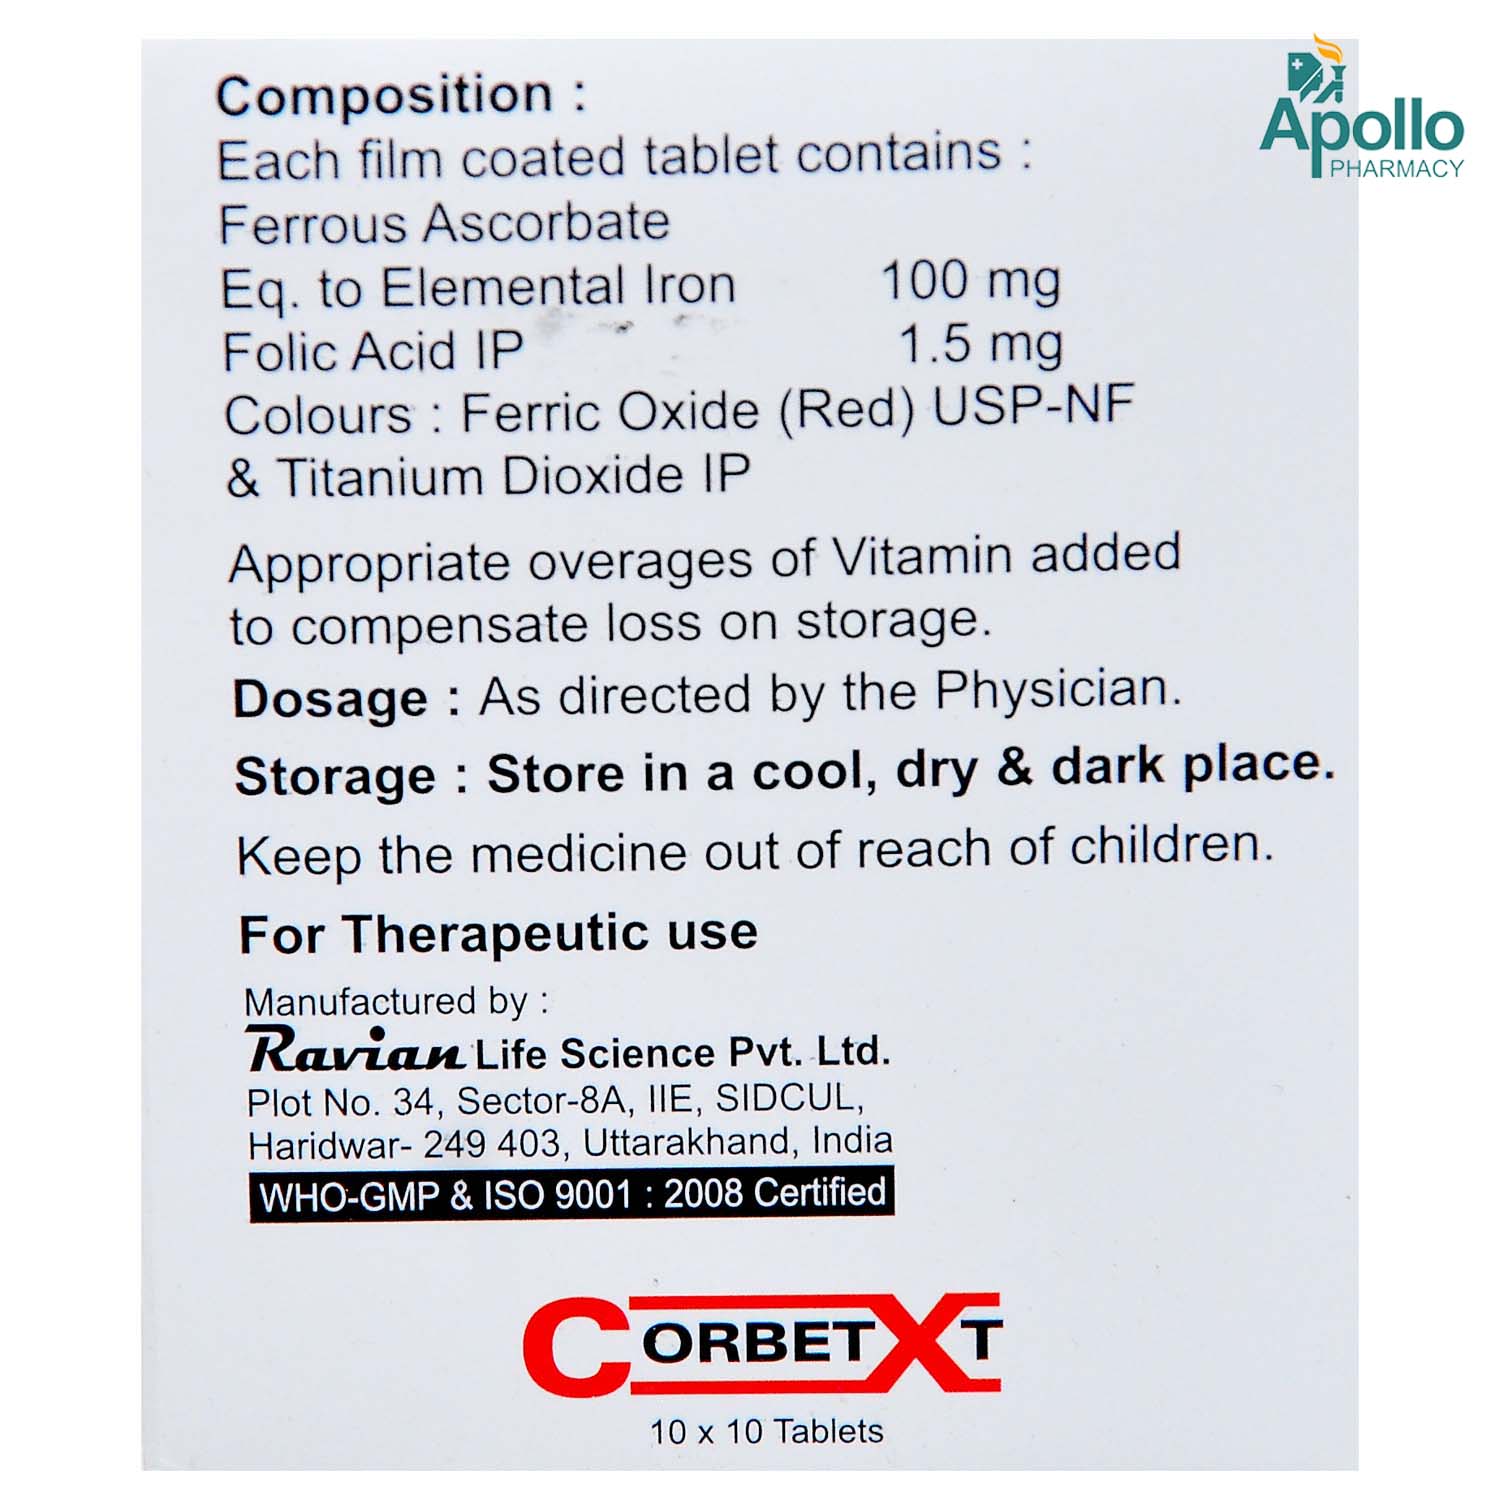 Apollo
PHARMACY
Composition :
Each film coated tablet contains :
Ferrous Ascorbate
Eq. to Elemental Iron 100 mg
Folic Acid IP 1.5 mg
Colours : Ferric Oxide (Red) USP-NF
& Titanium Dioxide IP
Appropriate overages of Vitamin added
to compensate loss on storage.
Dosage : As directed by the Physician.
Storage : Store in a cool, dry & dark place.
Keep the medicine out of reach of children.
For Therapeutic use
Manufactured by :
Ravian Life Science Pvt. Ltd.
Plot No. 34, Sector-8A, IIE, SIDCUL,
Haridwar- 249 403, Uttarakhand, India
WHO-GMP & ISO 9001 : 2008 Certified
CORBET XT
10 x 10 Tablets